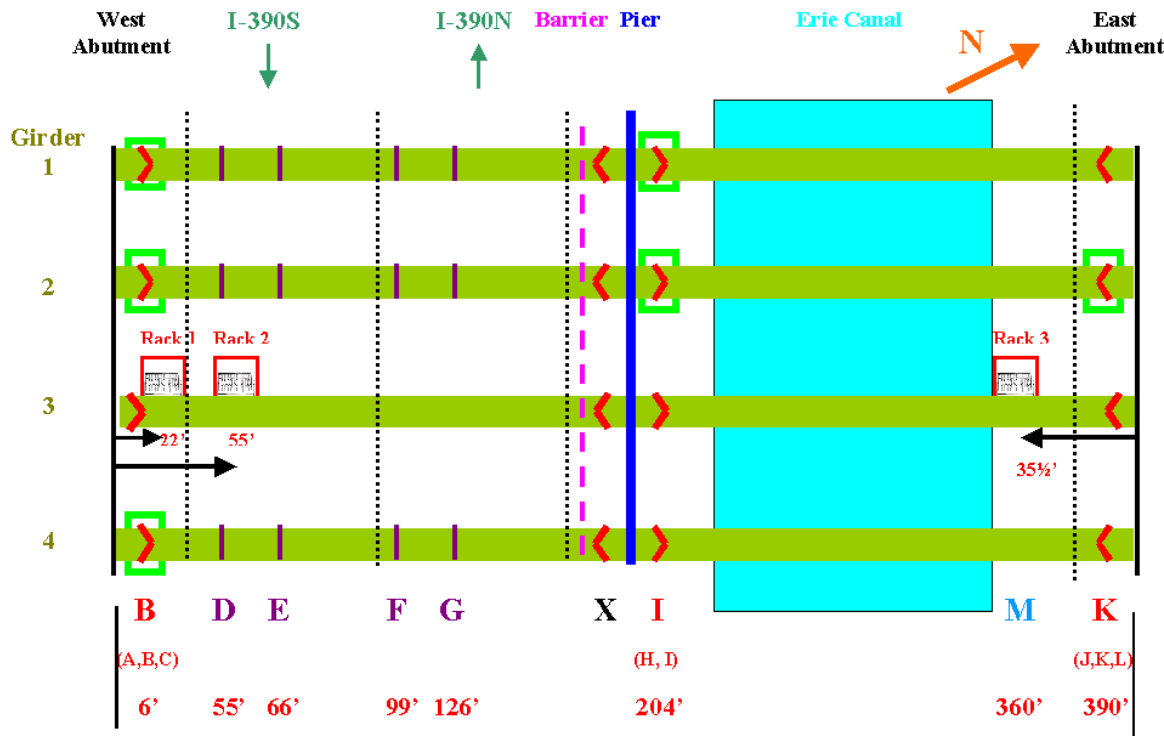 West
Abutment
I-390S
I-390N
Barrier
Pier
Erie Canal
N
East
Abutment
Girder
1
2
Rack 1
Rack 2
Rack 3
3
22'
55'
35½'
4
B
D
E
F
G
X
I
M
K
(A,B,C)
(H, I)
(J,K,L)
6'
55'
66'
99'
126'
204'
360'
390'